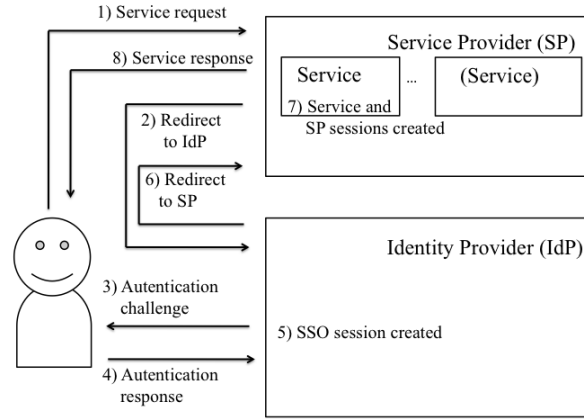 1) Service request
Service Provider (SP)
8) Service response
Service
...
(Service)
7) Service and
SP sessions created
2) Redirect
to IdP
6) Redirect
to SP
Identity Provider (IdP)
3) Autentication
challenge
5) SSO session created
4) Autentication
response